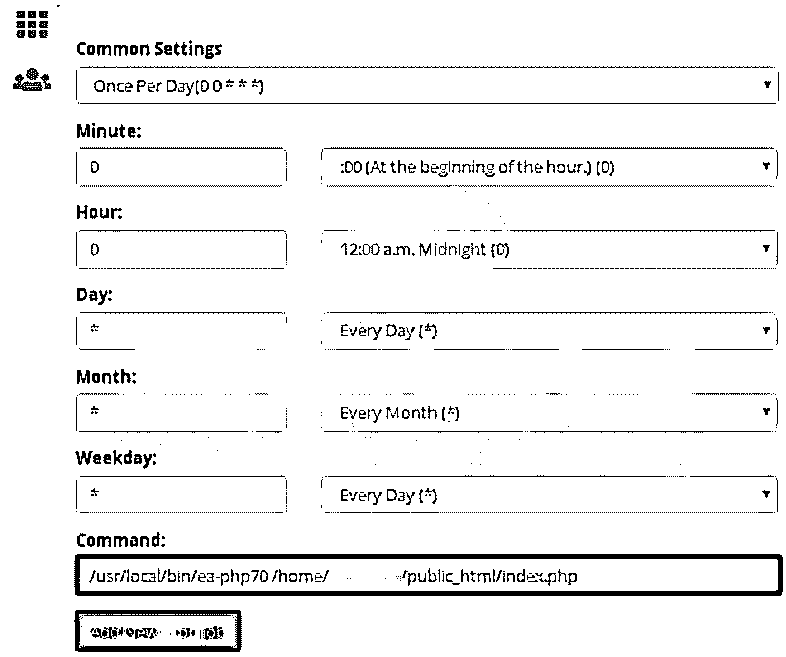 Common Settings
Once Per Day(0 0 * * *)
Minute:
0 :00 (At the beginning of the hour.) (0)
Hour:
0 12:00 a.m. Midnight (0)
Day:
* Every Day (*)
Month:
* Every Month (*)
Weekday:
* Every Day (*)
Command:
/usr/local/bin/ea-php70 /home/ /public_html/index.php